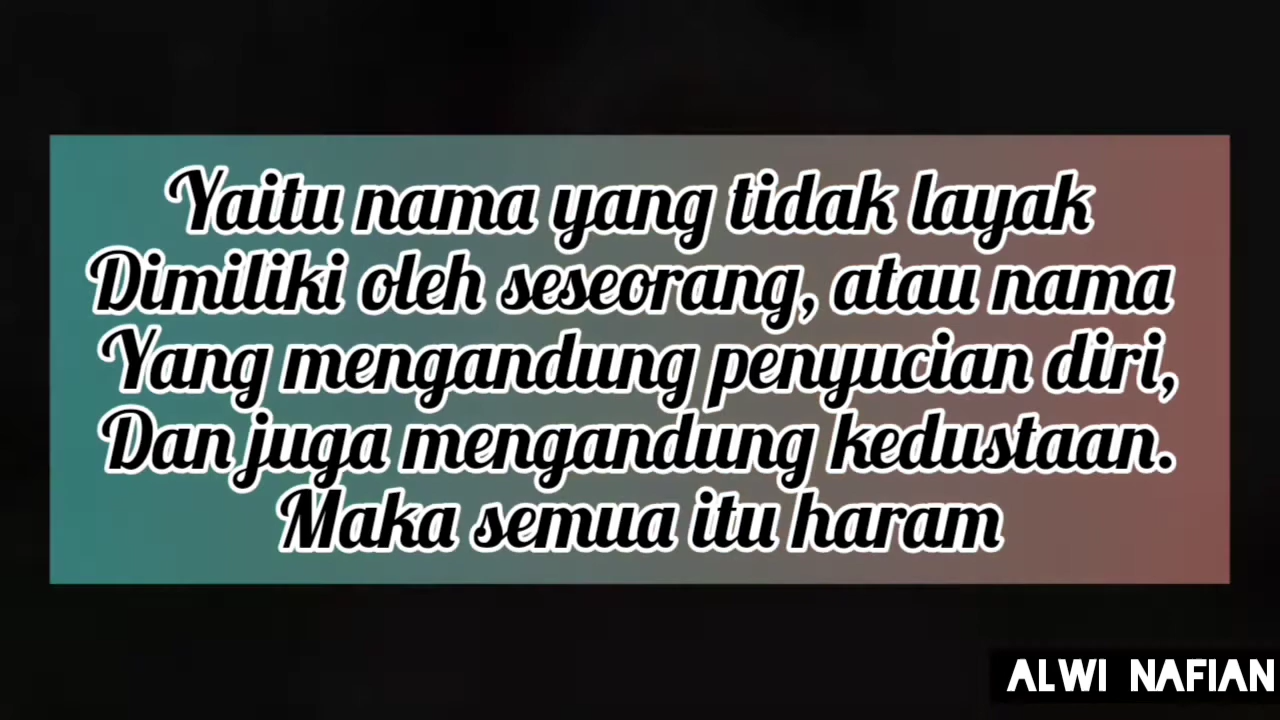 Yaitu nama yang tidak layak
Dimiliki oleh seseorang, atau nama
Yang mengandung penyucian diri,
Dan juga mengandung kedustaan.
Maka semua itu haram
ALWI NAFIAN